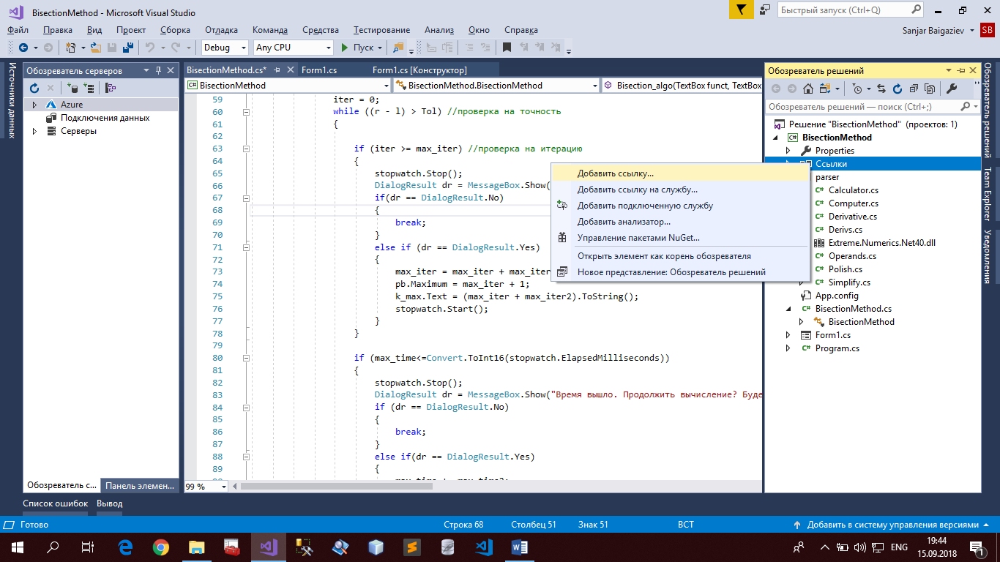 BisectionMethod - Microsoft Visual Studio
Быстрый запуск (Ctrl+Q)
Файл Правка Вид Проект Сборка Отладка Команда Средства Тестирование Анализ Окно Справка
Sanjar Baigaziev SB
Debug Any CPU Пуск
Источники данных
Обозреватель серверов
Azure
Подключения данных
Серверы
Обозреватель с...
Панель элемен...
BisectionMethod.cs* Form1.cs Form1.cs [Конструктор]
BisectionMethod BisectionMethod.BisectionMethod Bisection_algo(TextBox funct, TextBox
59 iter = 0;
60 while ((r - l) > Tol) //проверка на точность
61 {
62
63 if (iter >= max_iter) //проверка на итерацию
64 {
65 stopwatch.Stop();
66 DialogResult dr = MessageBox.Show(
67 if(dr == DialogResult.No)
68 {
69 break;
70 }
71 else if (dr == DialogResult.Yes)
72 {
73 max_iter = max_iter + max_iter
74 pb.Maximum = max_iter + 1;
75 k_max.Text = (max_iter + max_iter2).ToString();
76 stopwatch.Start();
77 }
78 }
79
80 if (max_time<=Convert.ToInt16(stopwatch.ElapsedMilliseconds))
81 {
82 stopwatch.Stop();
83 DialogResult dr = MessageBox.Show("Время вышло. Продолжить вычисление? Буде
84 if (dr == DialogResult.No)
85 {
86 break;
87 }
88 else if(dr == DialogResult.Yes)
89 {
99 %
Добавить ссылку...
Добавить ссылку на службу...
Добавить подключенную службу
Добавить анализатор...
Управление пакетами NuGet...
Открыть элемент как корень обозревателя
Новое представление: Обозреватель решений
Обозреватель решений
Обозреватель решений — поиск (Ctrl+;)
Решение "BisectionMethod" (проектов: 1)
C# BisectionMethod
Properties
Ссылки
parser
C# Calculator.cs
C# Computer.cs
C# Derivative.cs
C# Derivs.cs
Extreme.Numerics.Net40.dll
C# Operands.cs
C# Polish.cs
C# Simplify.cs
App.config
C# BisectionMethod.cs
BisectionMethod
Form1.cs
C# Program.cs
Обозреватель решений
Team Explorer
Уведомления
Список ошибок Вывод
Готово Строка 68 Столбец 51 Знак 51 ВСТ Добавить в систему управления версиями
ENG
19:44
15.09.2018
1